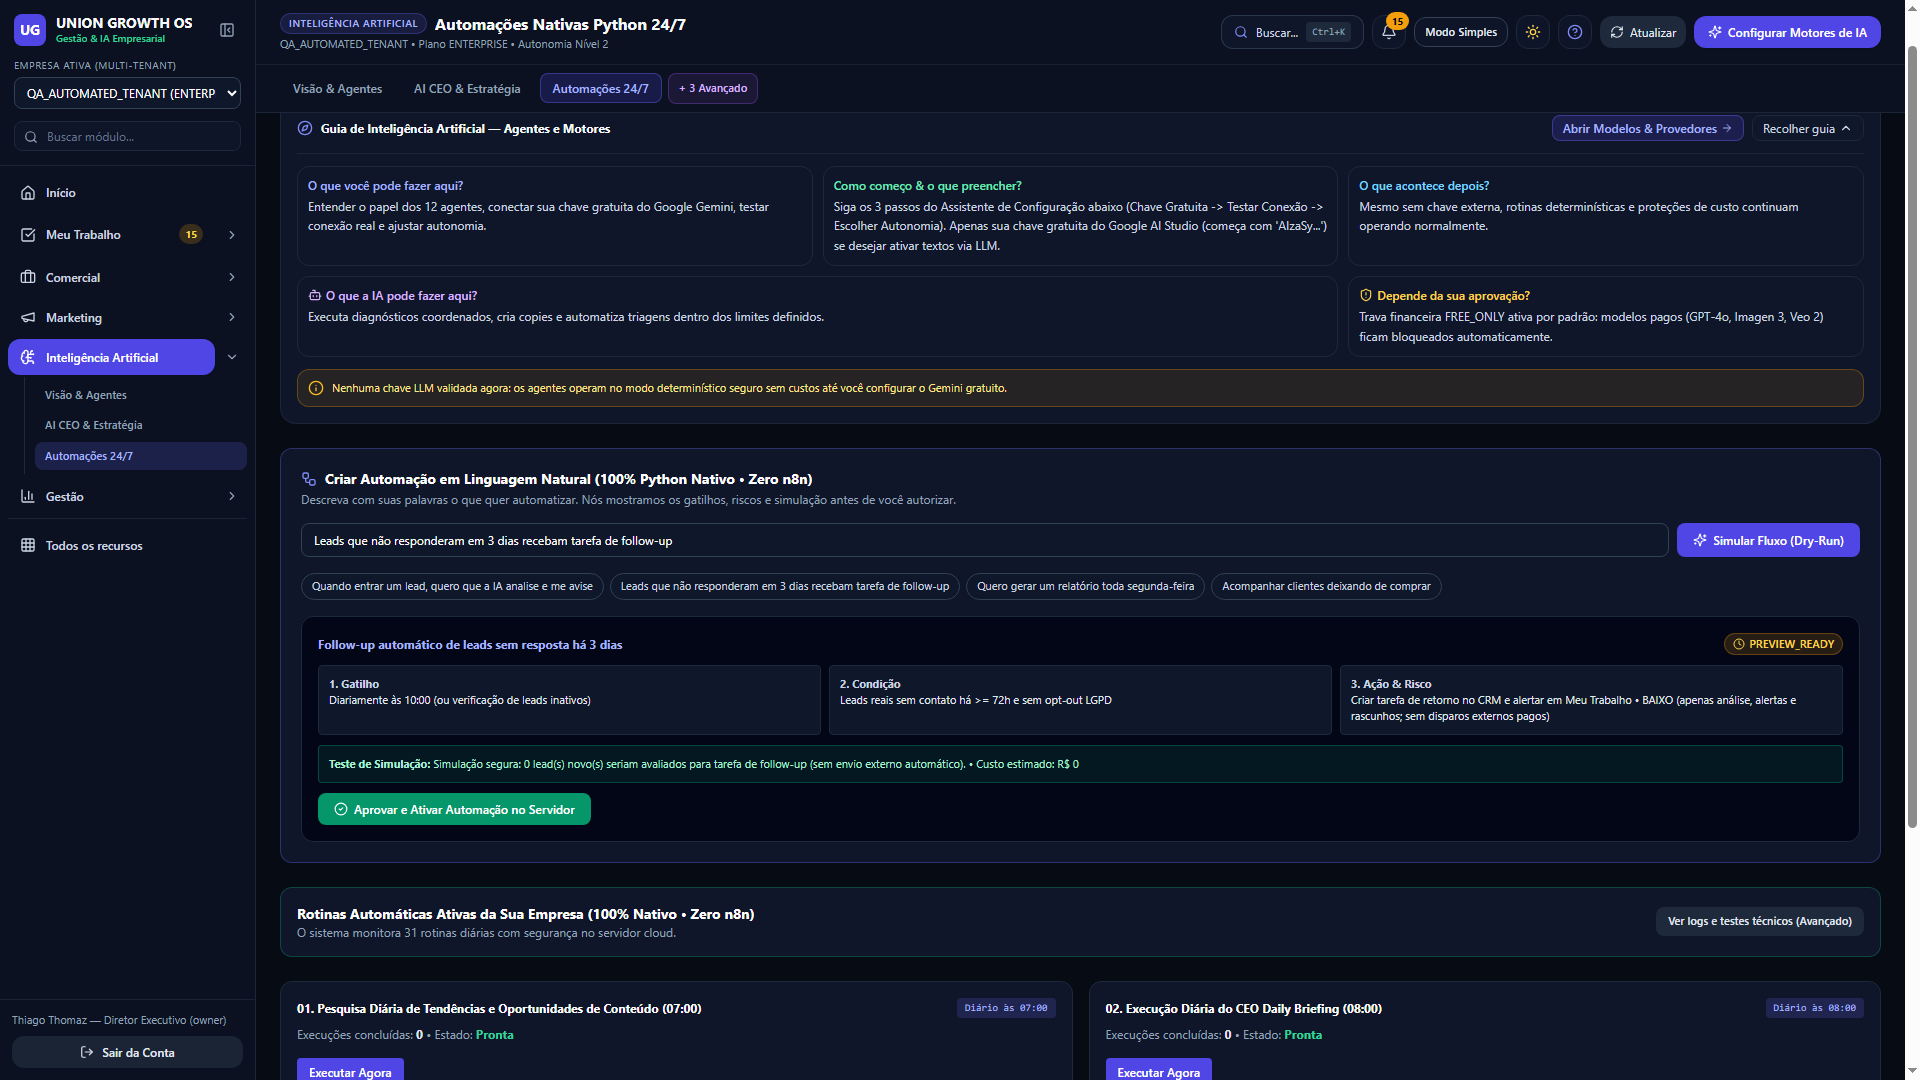 UG
UNION GROWTH OS
Gestão & IA Empresarial
EMPRESA ATIVA (MULTI-TENANT)
QA_AUTOMATED_TENANT (ENTERP
Buscar módulo...
Início
Meu Trabalho
15
Comercial
Marketing
Inteligência Artificial
Visão & Agentes
AI CEO & Estratégia
Automações 24/7
Gestão
Todos os recursos
Thiago Thomaz — Diretor Executivo (owner)
Sair da Conta
INTELIGÊNCIA ARTIFICIAL
Automações Nativas Python 24/7
QA_AUTOMATED_TENANT • Plano ENTERPRISE • Autonomia Nível 2
Buscar...
Ctrl+K
15
Modo Simples
Atualizar
Configurar Motores de IA
Visão & Agentes
AI CEO & Estratégia
Automações 24/7
+ 3 Avançado
Guia de Inteligência Artificial — Agentes e Motores
Abrir Modelos & Provedores
Recolher guia
O que você pode fazer aqui?
Entender o papel dos 12 agentes, conectar sua chave gratuita do Google Gemini, testar
conexão real e ajustar autonomia.
Como começo & o que preencher?
Siga os 3 passos do Assistente de Configuração abaixo (Chave Gratuita -> Testar Conexão ->
Escolher Autonomia). Apenas sua chave gratuita do Google AI Studio (começa com 'AIzaSy...')
se desejar ativar textos via LLM.
O que acontece depois?
Mesmo sem chave externa, rotinas determinísticas e proteções de custo continuam
operando normalmente.
O que a IA pode fazer aqui?
Executa diagnósticos coordenados, cria copies e automatiza triagens dentro dos limites definidos.
Depende da sua aprovação?
Trava financeira FREE_ONLY ativa por padrão: modelos pagos (GPT-4o, Imagen 3, Veo 2)
ficam bloqueados automaticamente.
Nenhuma chave LLM validada agora: os agentes operam no modo determinístico seguro sem custos até você configurar o Gemini gratuito.
Criar Automação em Linguagem Natural (100% Python Nativo • Zero n8n)
Descreva com suas palavras o que quer automatizar. Nós mostramos os gatilhos, riscos e simulação antes de você autorizar.
Leads que não responderam em 3 dias recebam tarefa de follow-up
Simular Fluxo (Dry-Run)
Quando entrar um lead, quero que a IA analise e me avise
Leads que não responderam em 3 dias recebam tarefa de follow-up
Quero gerar um relatório toda segunda-feira
Acompanhar clientes deixando de comprar
Follow-up automático de leads sem resposta há 3 dias
PREVIEW_READY
1. Gatilho
Diariamente às 10:00 (ou verificação de leads inativos)
2. Condição
Leads reais sem contato há >= 72h e sem opt-out LGPD
3. Ação & Risco
Criar tarefa de retorno no CRM e alertar em Meu Trabalho • BAIXO (apenas análise, alertas e
rascunhos; sem disparos externos pagos)
Teste de Simulação: Simulação segura: 0 lead(s) novo(s) seriam avaliados para tarefa de follow-up (sem envio externo automático). • Custo estimado: R$ 0
Aprovar e Ativar Automação no Servidor
Rotinas Automáticas Ativas da Sua Empresa (100% Nativo • Zero n8n)
O sistema monitora 31 rotinas diárias com segurança no servidor cloud.
Ver logs e testes técnicos (Avançado)
01. Pesquisa Diária de Tendências e Oportunidades de Conteúdo (07:00)
Diário às 07:00
Execuções concluídas: 0 • Estado: Pronta
Executar Agora
02. Execução Diária do CEO Daily Briefing (08:00)
Diário às 08:00
Execuções concluídas: 0 • Estado: Pronta
Executar Agora